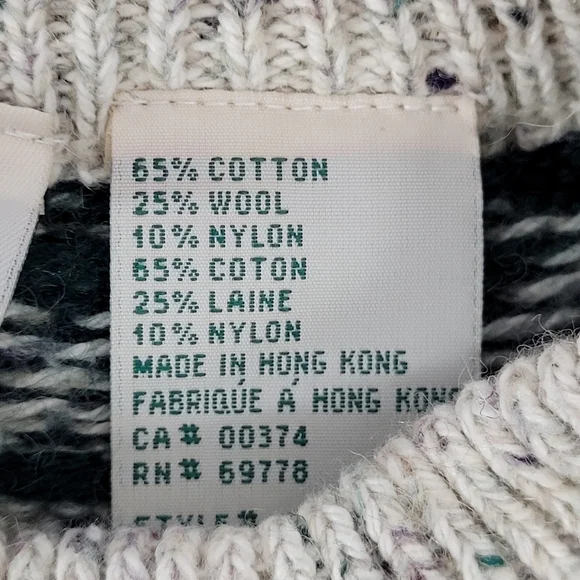 65% COTTON
25% WOOL
10% NYLON
65% COTON
25% LAINE
10% NYLON
MADE IN HONG KONG
FABRIQUÉ À HONG KONG
CA# 00374
RN# 69778
STYLE#